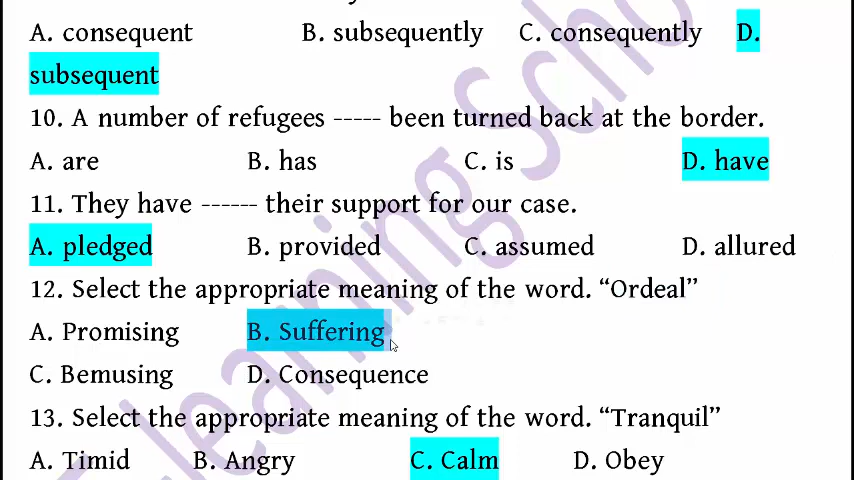 A. consequent B. subsequently C. consequently D.
subsequent
10. A number of refugees ----- been turned back at the border.
A. are B. has C. is D. have
11. They have ------ their support for our case.
A. pledged B. provided C. assumed D. allured
12. Select the appropriate meaning of the word. “Ordeal”
A. Promising B. Suffering
C. Bemusing D. Consequence
13. Select the appropriate meaning of the word. “Tranquil”
A. Timid B. Angry C. Calm D. Obey